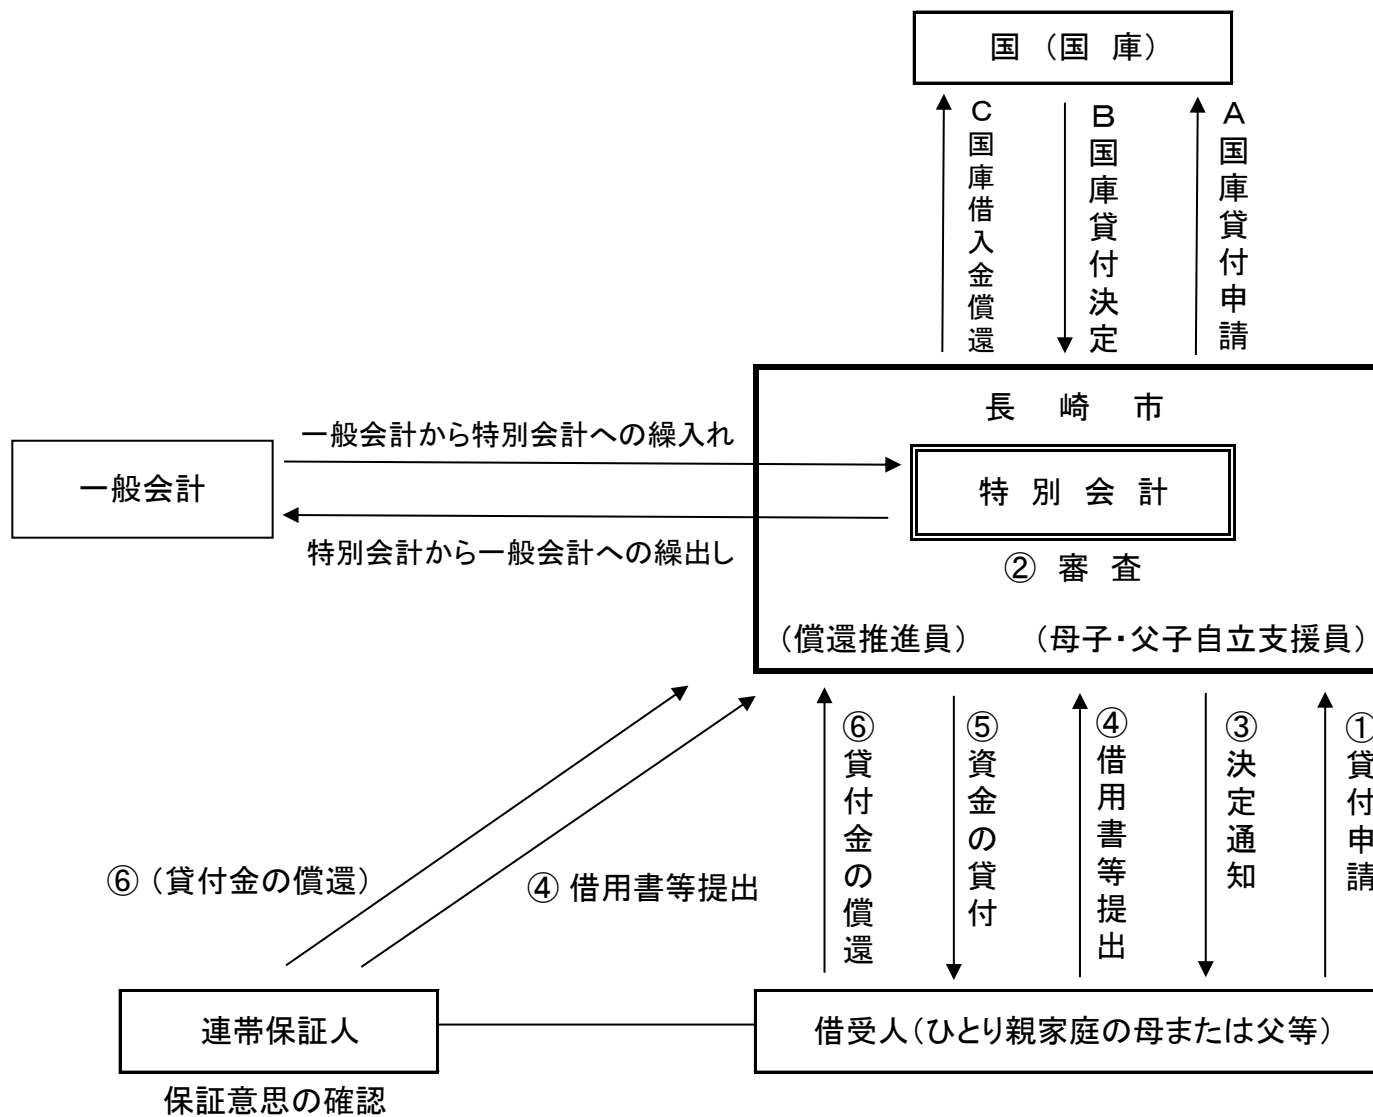 国 （国 庫）
C国庫借入金償還
B国庫貸付決定
A国庫貸付申請
長 崎 市
一般会計から特別会計への繰入れ
一般会計
特 別 会 計
特別会計から一般会計への繰出し
② 審 査
（償還推進員） （母子・父子自立支援員）
⑥貸付金の償還
⑤資金の貸付
④借用書等提出
③決定通知
①貸付申請
⑥（貸付金の償還）
④ 借用書等提出
連帯保証人
借受人（ひとり親家庭の母または父等）
保証意思の確認